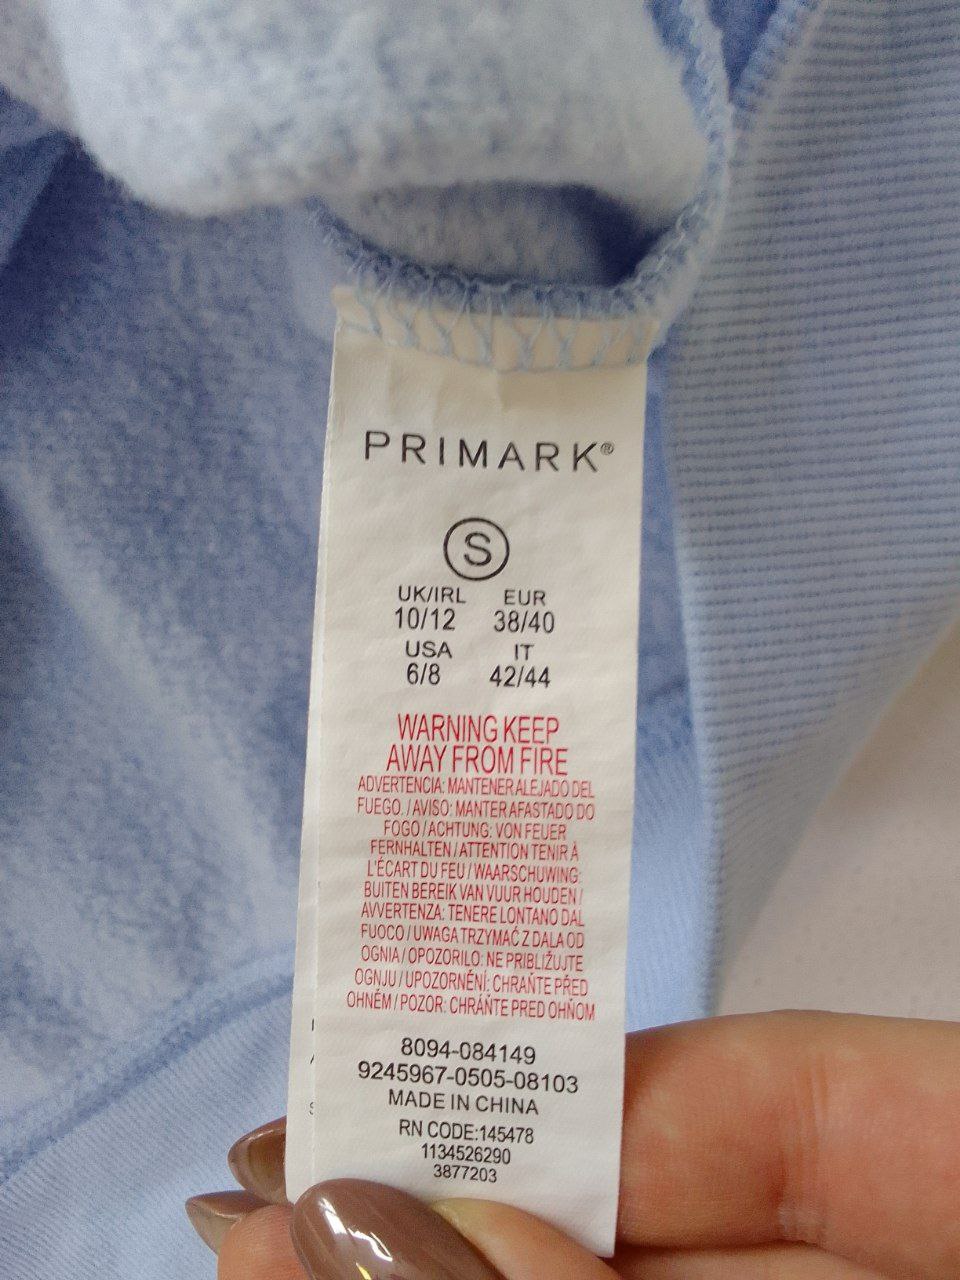 PRIMARK®
S
UK/IRL EUR
10/12 38/40
USA IT
6/8 42/44
WARNING KEEP
AWAY FROM FIRE
ADVERTENCIA: MANTENER ALEJADO DEL
FUEGO. / AVISO: MANTER AFASTADO DO
FOGO / ACHTUNG: VON FEUER
FERNHALTEN / ATTENTION TENIR À
L'ÉCART DU FEU / WAARSCHUWING:
BUITEN BEREIK VAN VUUR HOUDEN /
AVVERTENZA: TENERE LONTANO DAL
FUOCO / UWAGA TRZYMAĆ Z DALA OD
OGNIA / OPOZORILO: NE PRIBLIŽUJTE
OGNJU / UPOZORNĚNÍ: CHRAŇTE PŘED
OHNĚM / POZOR: CHRÁŇTE PRED OHŇOM
8094-084149
9245967-0505-08103
MADE IN CHINA
RN CODE:145478
1134526290
3877203